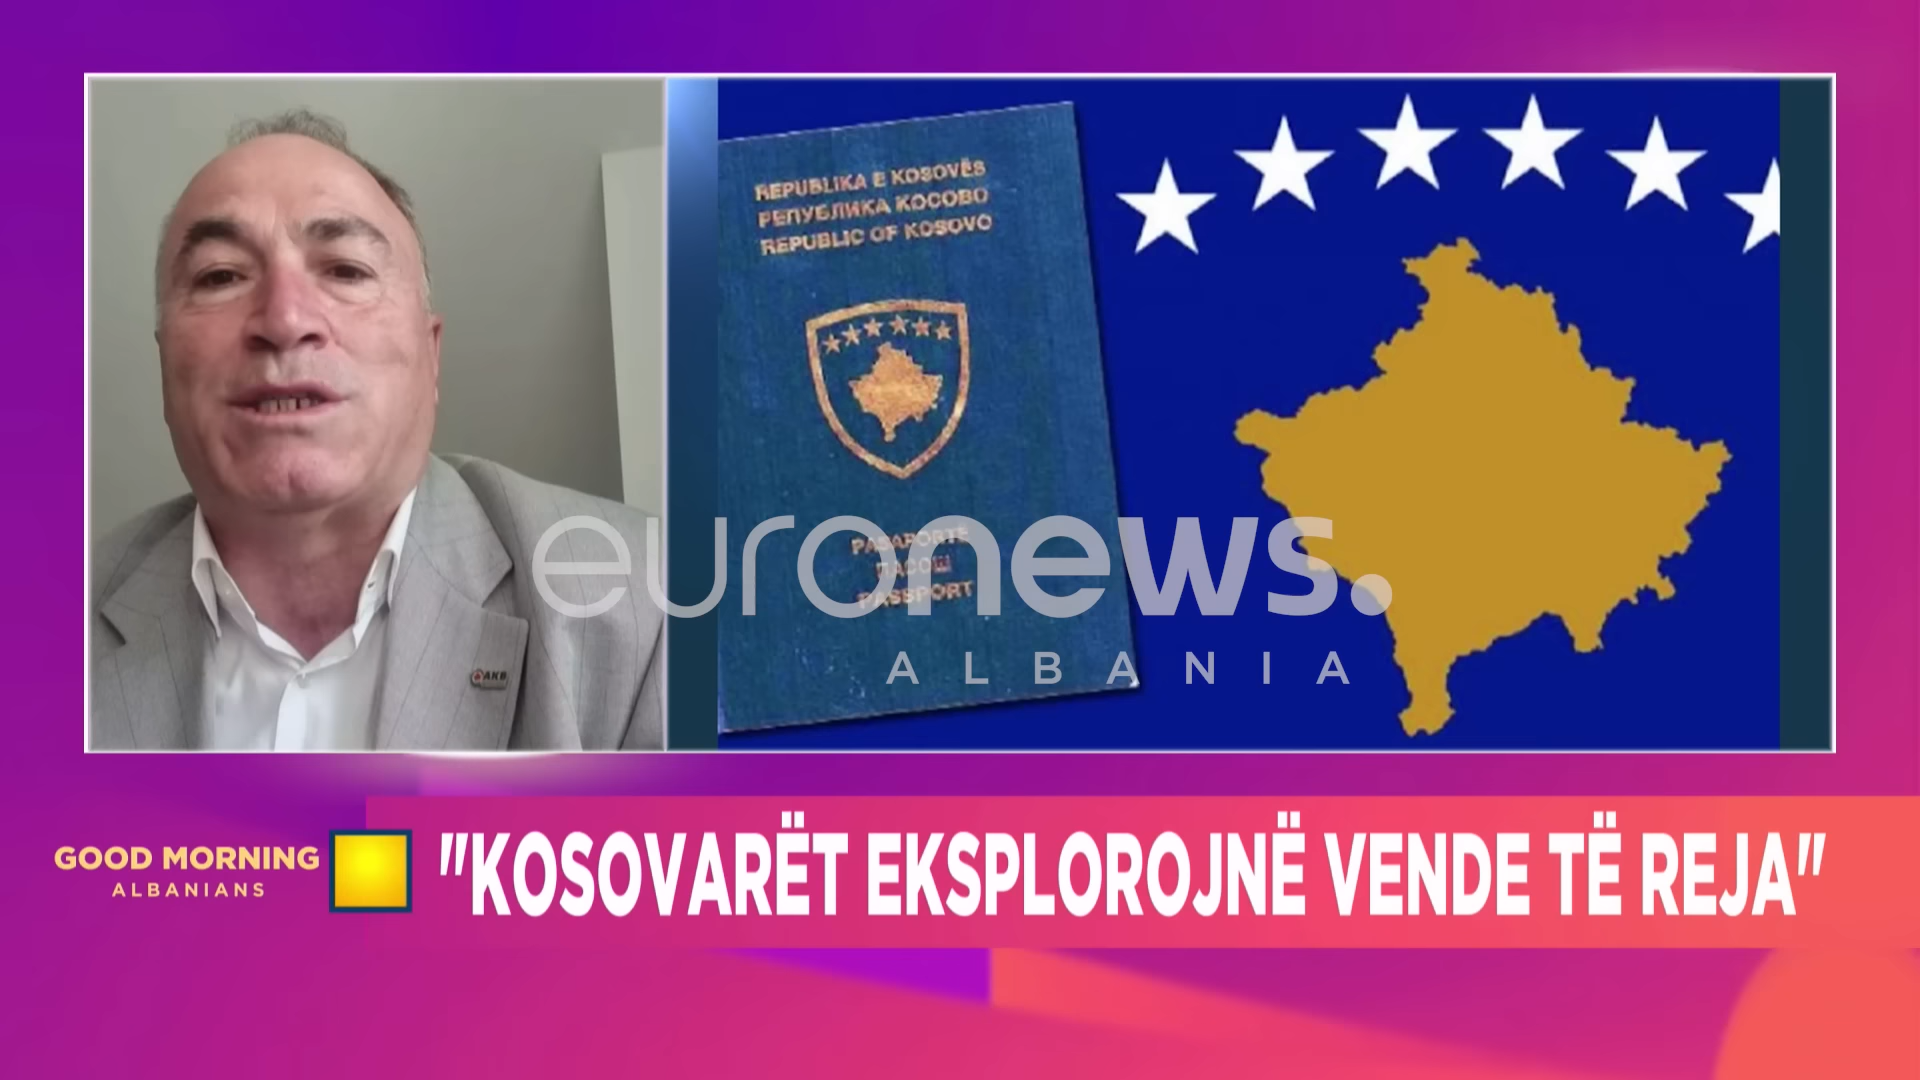 REPUBLIKA E KOSOVËS
РЕПУБЛИКА КОСОВО
REPUBLIC OF KOSOVO
PASAPORTË
ПАСОШ
PASSPORT
AKB
euronews.
ALBANIA
GOOD MORNING
ALBANIANS
"KOSOVARËT EKSPLOROJNË VENDE TË REJA"